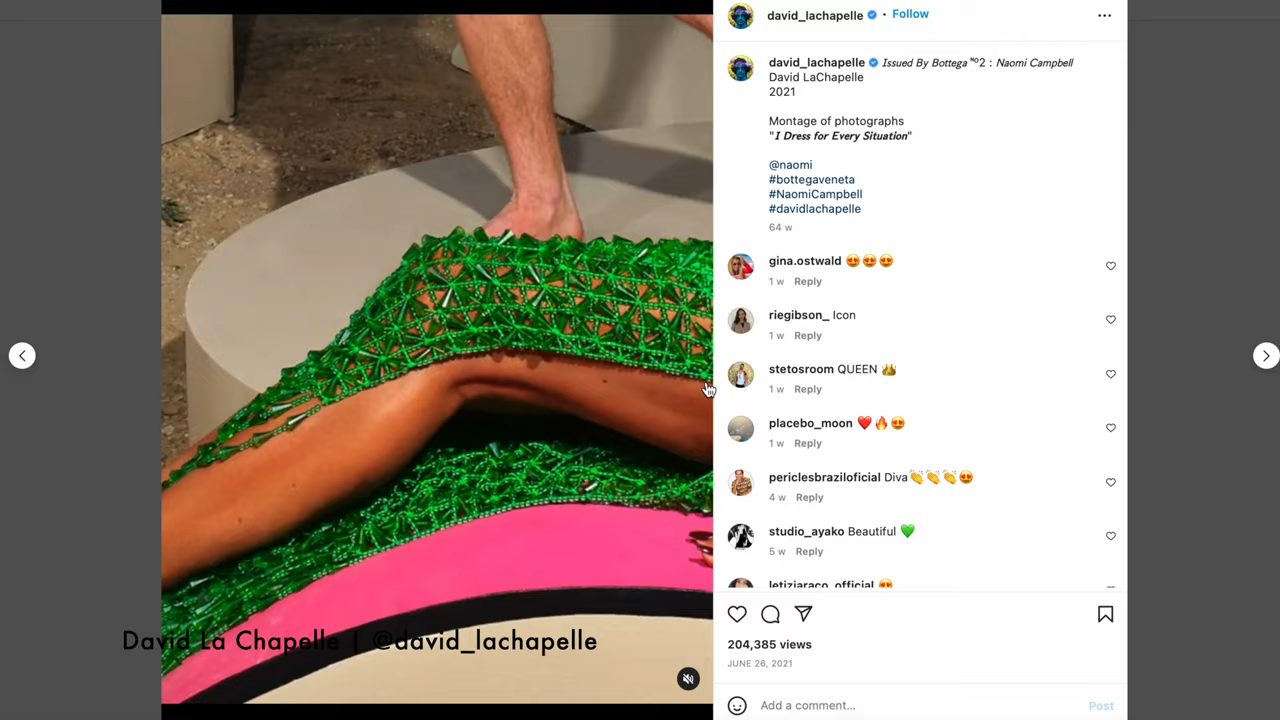 david_lachapelle • Follow
david_lachapelle Issued By Bottega ᴺᴼ2 : Naomi Campbell
David LaChapelle
2021
Montage of photographs
"I Dress for Every Situation"
@naomi
#bottegaveneta
#NaomiCampbell
#davidlachapelle
64 w
gina.ostwald 😍😍😍
1 w Reply
riegibson_ Icon
1 w Reply
stetosroom QUEEN 👑
1 w Reply
placebo_moon ❤️🔥😍
1 w Reply
periclesbraziloficial Diva👏👏👏😍
4 w Reply
studio_ayako Beautiful 💚
5 w Reply
letiziaraco_official 😍
204,385 views
JUNE 26, 2021
Add a comment... Post
David La Chapelle | @david_lachapelle